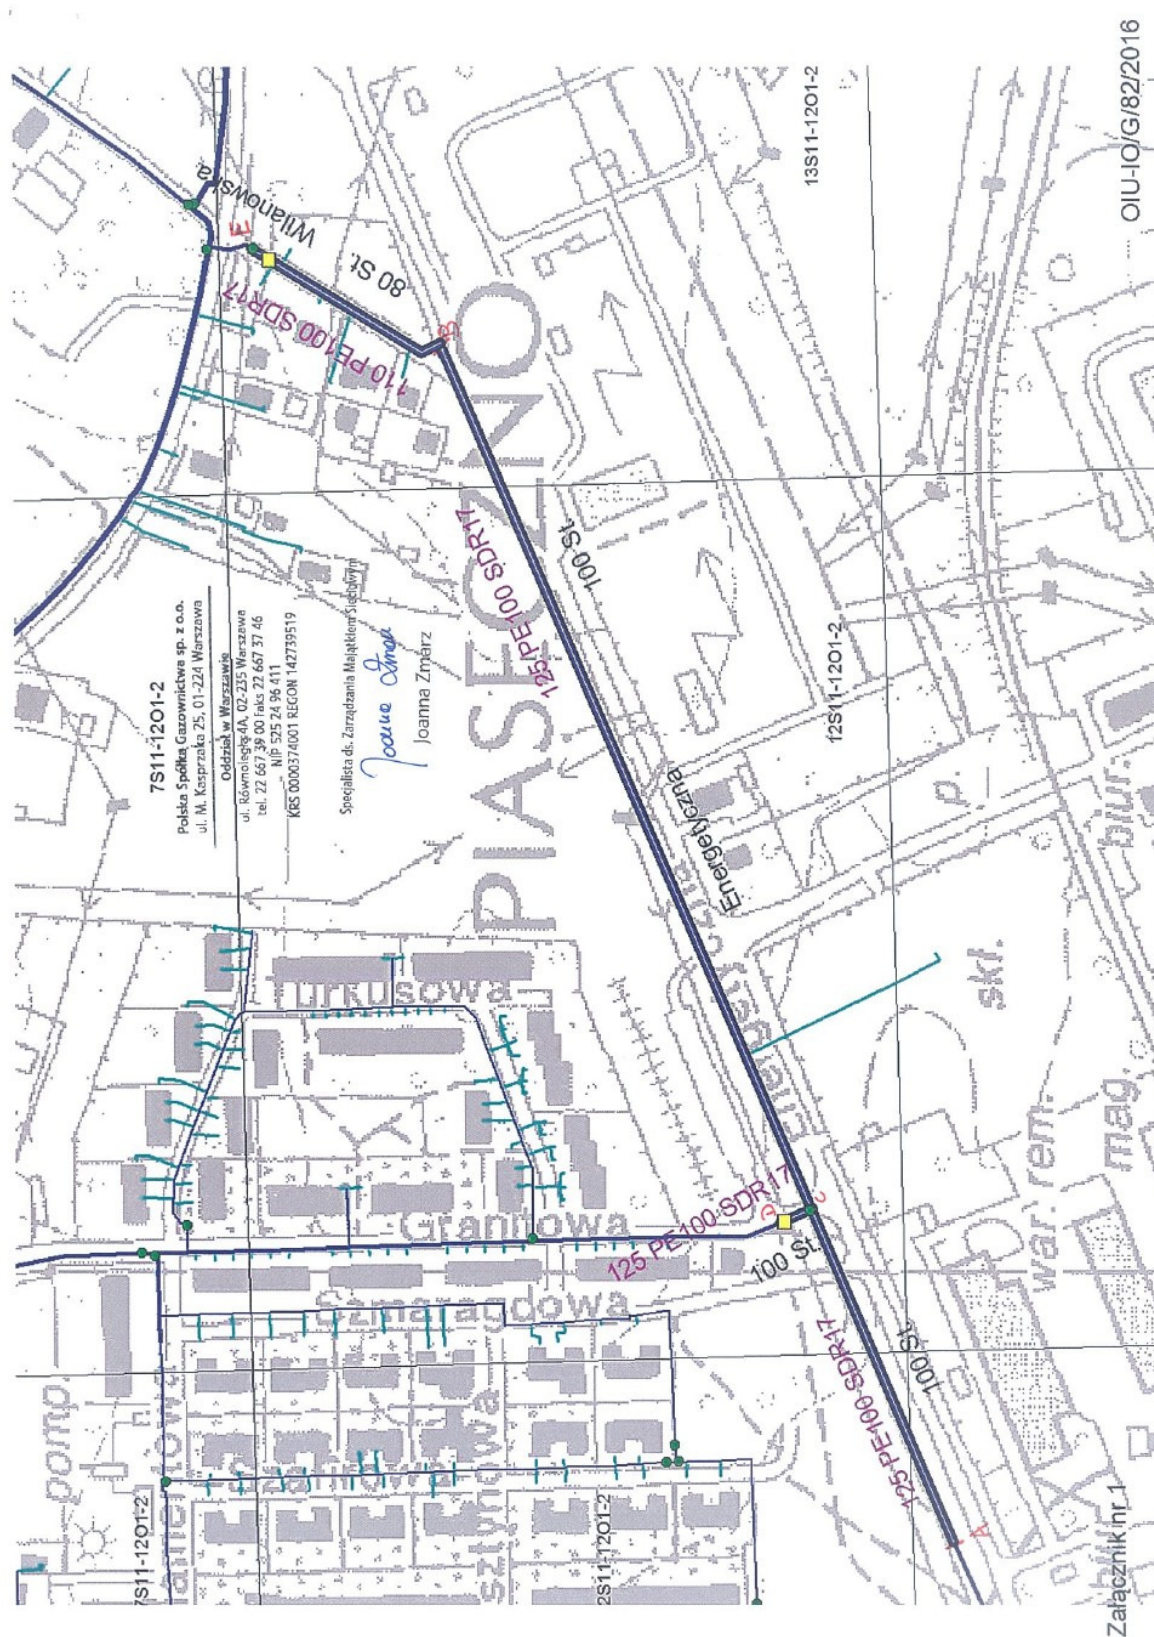 OIU-IO/G/82/2016
13S11-12O1-2
Wilanowska
E
80 St.
110 PE100 SDR17
B
PIASECZNO
100 St.
125 PE100 SDR17
7S11-12O1-2
Polska Spółka Gazownictwa sp. z o.o.
ul. M. Kasprzaka 25, 01-224 Warszawa
Oddział w Warszawie
ul. Równoległa 4A, 02-235 Warszawa
tel. 22 667 39 00 faks 22 667 37 46
NIP 525 24 96 411
KRS 0000374001 REGON 142739519
Specjalista ds. Zarządzania Majątkiem Sieciowym
Joanna Zmarz
Joanna Zmarz
12S11-12O1-2
Energetyczna
Energetyczna
p.
biur.
skł.
war. rem.
mag.
Turkusowa
Granitowa
Szmaragdowa
125 PE100 SDR17
D
C
100 St.
125 PE100 SDR17
100 St.
A
pomp.
7S11-12O1-2
2S11-12O1-2
Załącznik nr 1